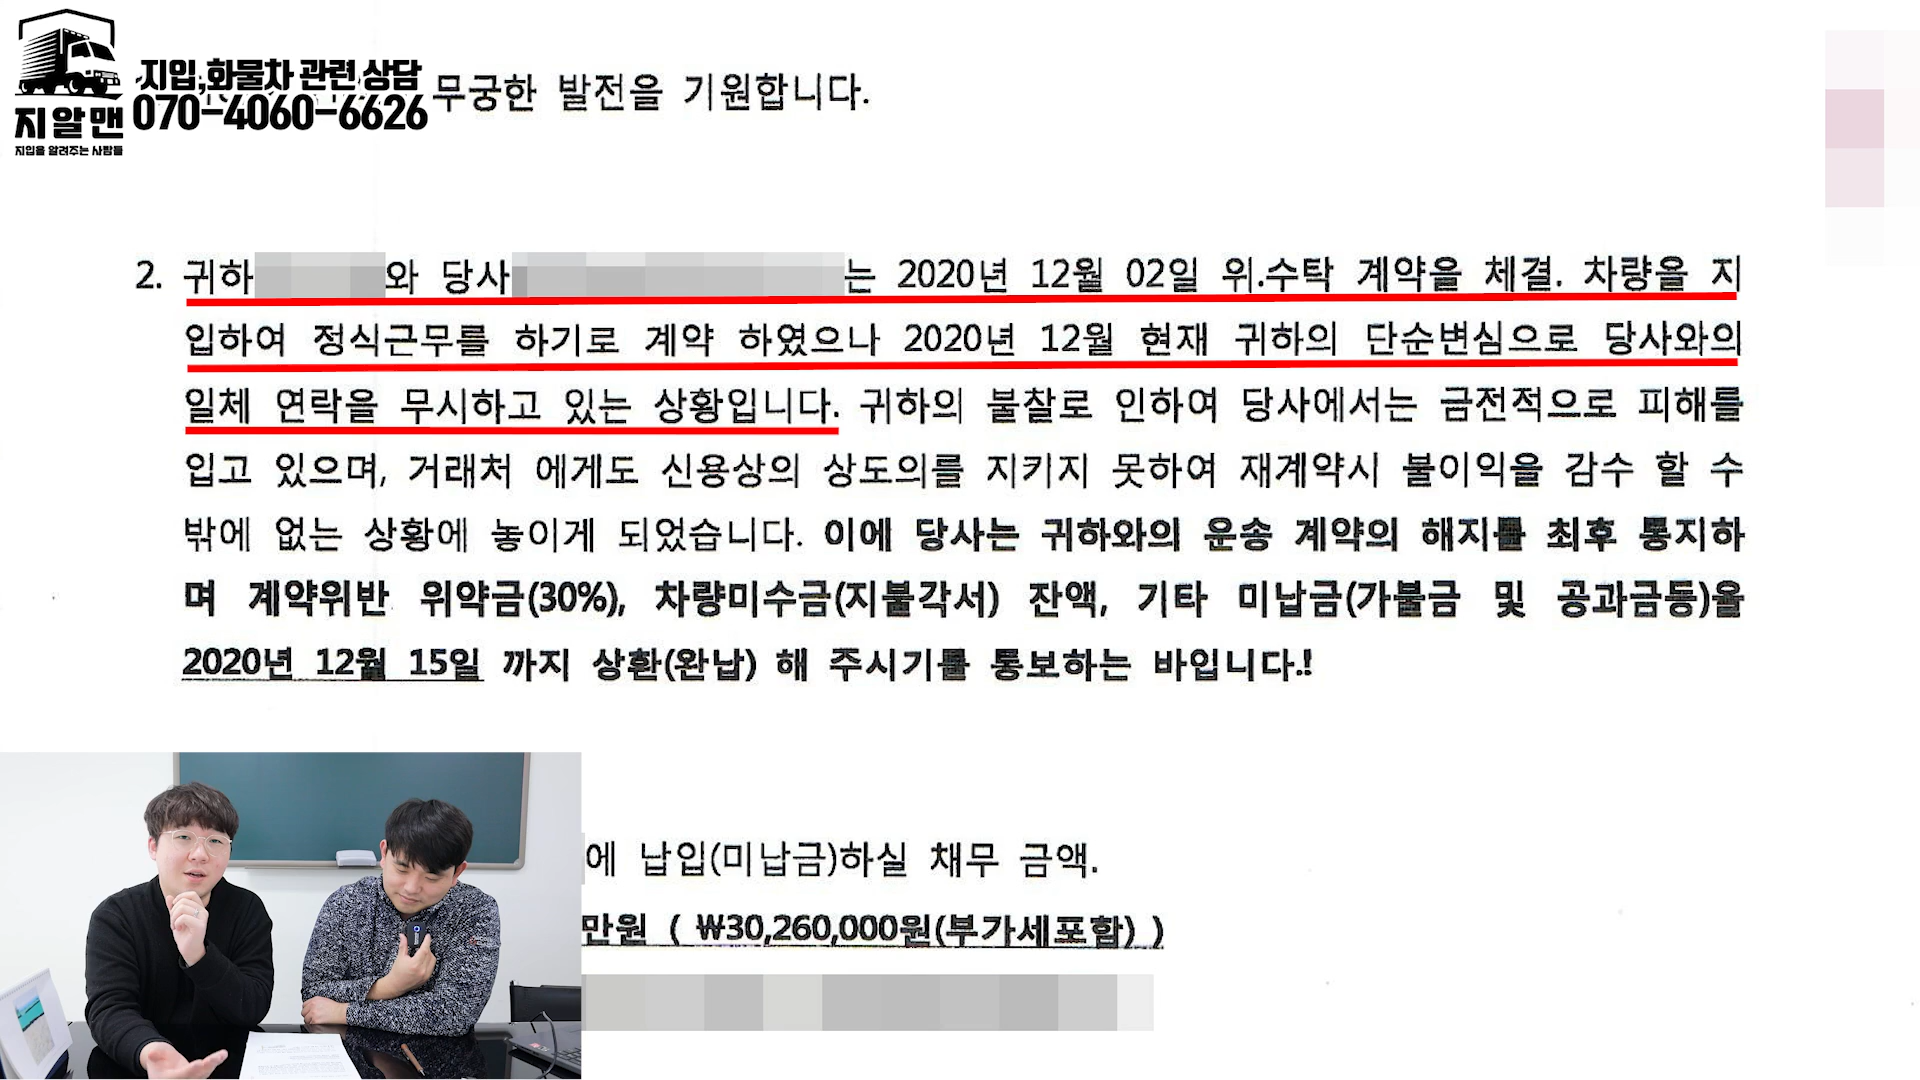 지입,화물차 관련 상담
070-4060-6626
지알맨
지입을 알려주는 사람들
무궁한 발전을 기원합니다.
2. 귀하 와 당사 는 2020년 12월 02일 위.수탁 계약을 체결. 차량을 지
입하여 정식근무를 하기로 계약 하였으나 2020년 12월 현재 귀하의 단순변심으로 당사와의
일체 연락을 무시하고 있는 상황입니다. 귀하의 불찰로 인하여 당사에서는 금전적으로 피해를
입고 있으며, 거래처 에게도 신용상의 상도의를 지키지 못하여 재계약시 불이익을 감수 할 수
밖에 없는 상황에 놓이게 되었습니다. 이에 당사는 귀하와의 운송 계약의 해지를 최후 통지하
며 계약위반 위약금(30%), 차량미수금(지불각서) 잔액, 기타 미납금(가불금 및 공과금등)을
2020년 12월 15일 까지 상환(완납) 해 주시기를 통보하는 바입니다.!
에 납입(미납금)하실 채무 금액.
만원 ( ₩30,260,000원(부가세포함) )